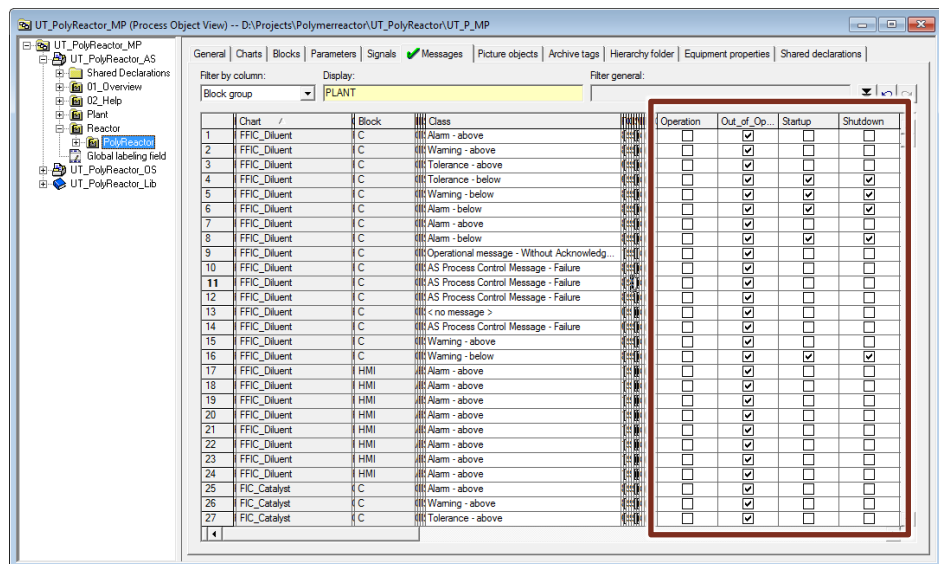 UT_PolyReactor_MP (Process Object View) -- D:\Projects\Polymerreactor\UT_PolyReactor\UT_P_MP
UT_PolyReactor_MP
UT_PolyReactor_AS
Shared Declarations
01_Overview
02_Help
Plant
Reactor
PolyReactor
Global labeling field
UT_PolyReactor_OS
UT_PolyReactor_Lib
General Charts Blocks Parameters Signals Messages Picture objects Archive tags Hierarchy folder Equipment properties Shared declarations
Filter by column: Display: Filter general:
Block group PLANT
Chart Block Class Operation Out_of_Op... Startup Shutdown
1 FFIC_Diluent C Alarm - above
2 FFIC_Diluent C Warning - above
3 FFIC_Diluent C Tolerance - above
4 FFIC_Diluent C Tolerance - below
5 FFIC_Diluent C Warning - below
6 FFIC_Diluent C Alarm - below
7 FFIC_Diluent C Alarm - above
8 FFIC_Diluent C Alarm - below
9 FFIC_Diluent C Operational message - Without Acknowledg...
10 FFIC_Diluent C AS Process Control Message - Failure
11 FFIC_Diluent C AS Process Control Message - Failure
12 FFIC_Diluent C AS Process Control Message - Failure
13 FFIC_Diluent C < no message >
14 FFIC_Diluent C AS Process Control Message - Failure
15 FFIC_Diluent C Warning - above
16 FFIC_Diluent C Warning - below
17 FFIC_Diluent HMI Alarm - above
18 FFIC_Diluent HMI Alarm - above
19 FFIC_Diluent HMI Alarm - above
20 FFIC_Diluent HMI Alarm - above
21 FFIC_Diluent HMI Alarm - above
22 FFIC_Diluent HMI Alarm - above
23 FFIC_Diluent HMI Alarm - above
24 FFIC_Diluent HMI Alarm - above
25 FIC_Catalyst C Alarm - above
26 FIC_Catalyst C Warning - above
27 FIC_Catalyst C Tolerance - above